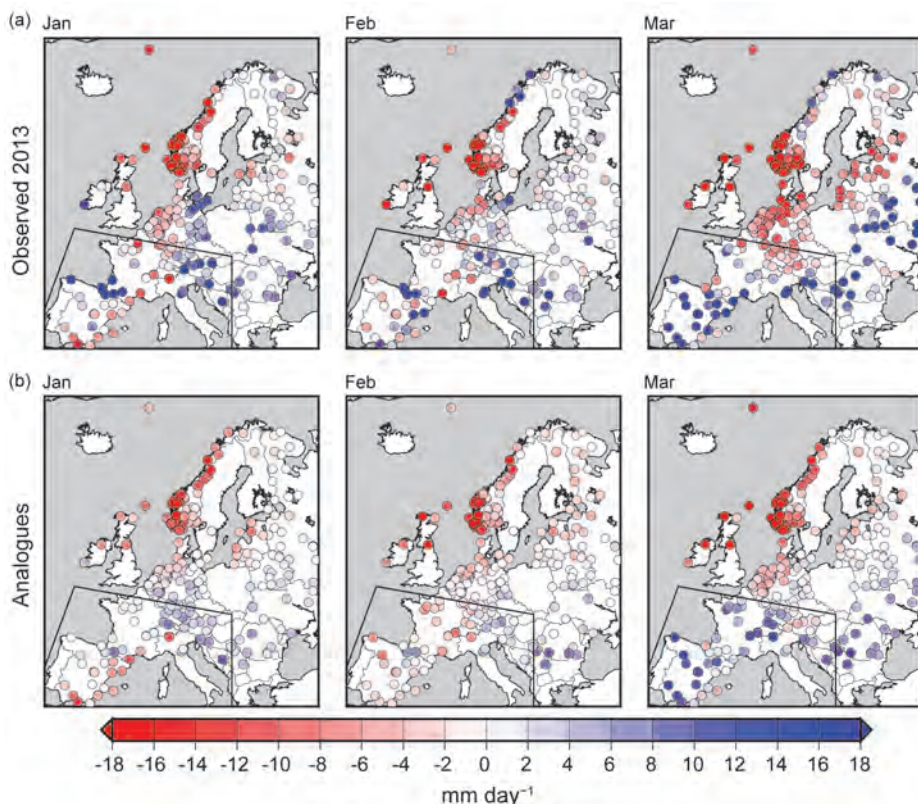 (a) Jan Feb Mar
Observed 2013
(b) Jan Feb Mar
Analogues
-18 -16 -14 -12 -10 -8 -6 -4 -2 0 2 4 6 8 10 12 14 16 18
mm day⁻¹